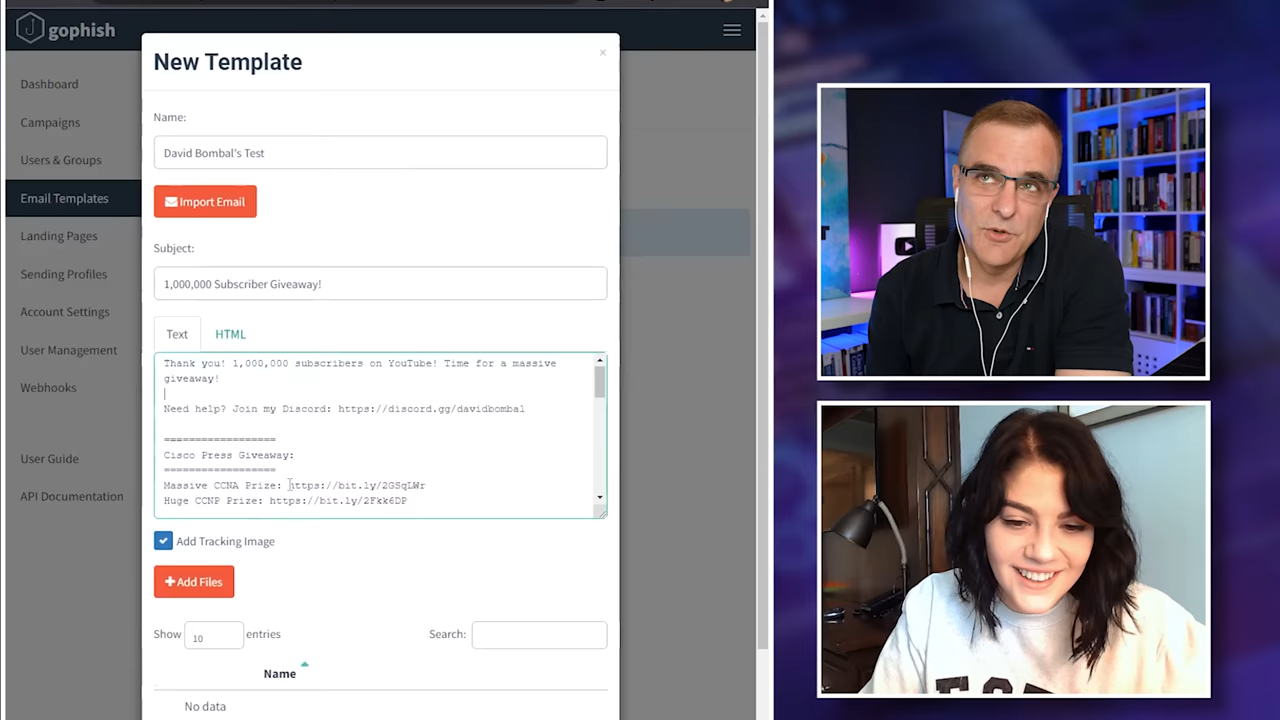 gophish
Dashboard
Campaigns
Users & Groups
Email Templates
Landing Pages
Sending Profiles
Account Settings
User Management
Webhooks
User Guide
API Documentation
New Template
×
Name:
David Bombal's Test
Import Email
Subject:
1,000,000 Subscriber Giveaway!
Text HTML
Thank you! 1,000,000 subscribers on YouTube! Time for a massive
giveaway!
Need help? Join my Discord: https://discord.gg/davidbombal
==================
Cisco Press Giveaway:
==================
Massive CCNA Prize: https://bit.ly/2GSqLWr
Huge CCNP Prize: https://bit.ly/2Fkk6DP
Add Tracking Image
+Add Files
Show 10 entries Search:
Name
No data